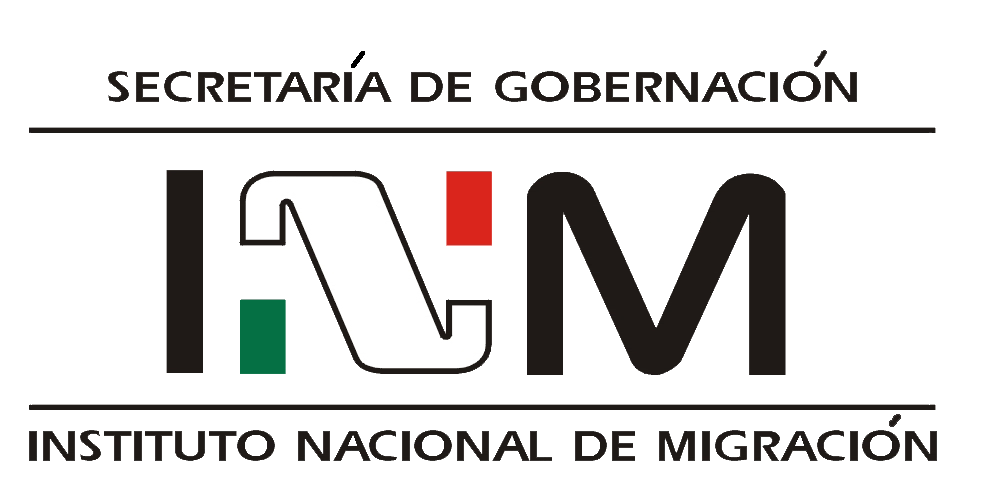 SECRETARÍA DE GOBERNACIÓN
INM
INSTITUTO NACIONAL DE MIGRACIÓN